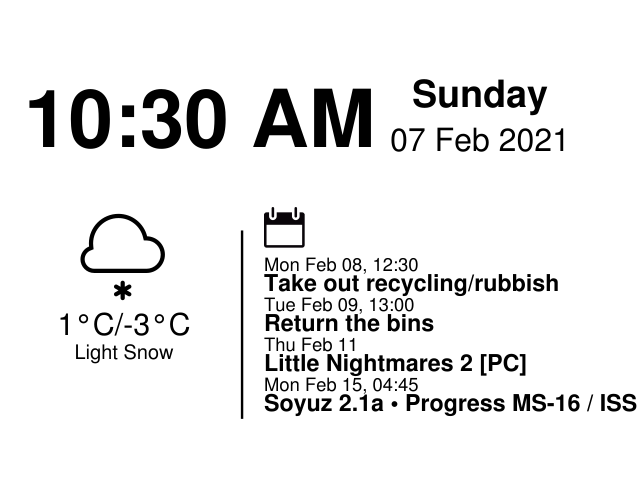 10:30 AM
Sunday
07 Feb 2021
1°C/-3°C
Light Snow
Mon Feb 08, 12:30
Take out recycling/rubbish
Tue Feb 09, 13:00
Return the bins
Thu Feb 11
Little Nightmares 2 [PC]
Mon Feb 15, 04:45
Soyuz 2.1a • Progress MS-16 / ISS